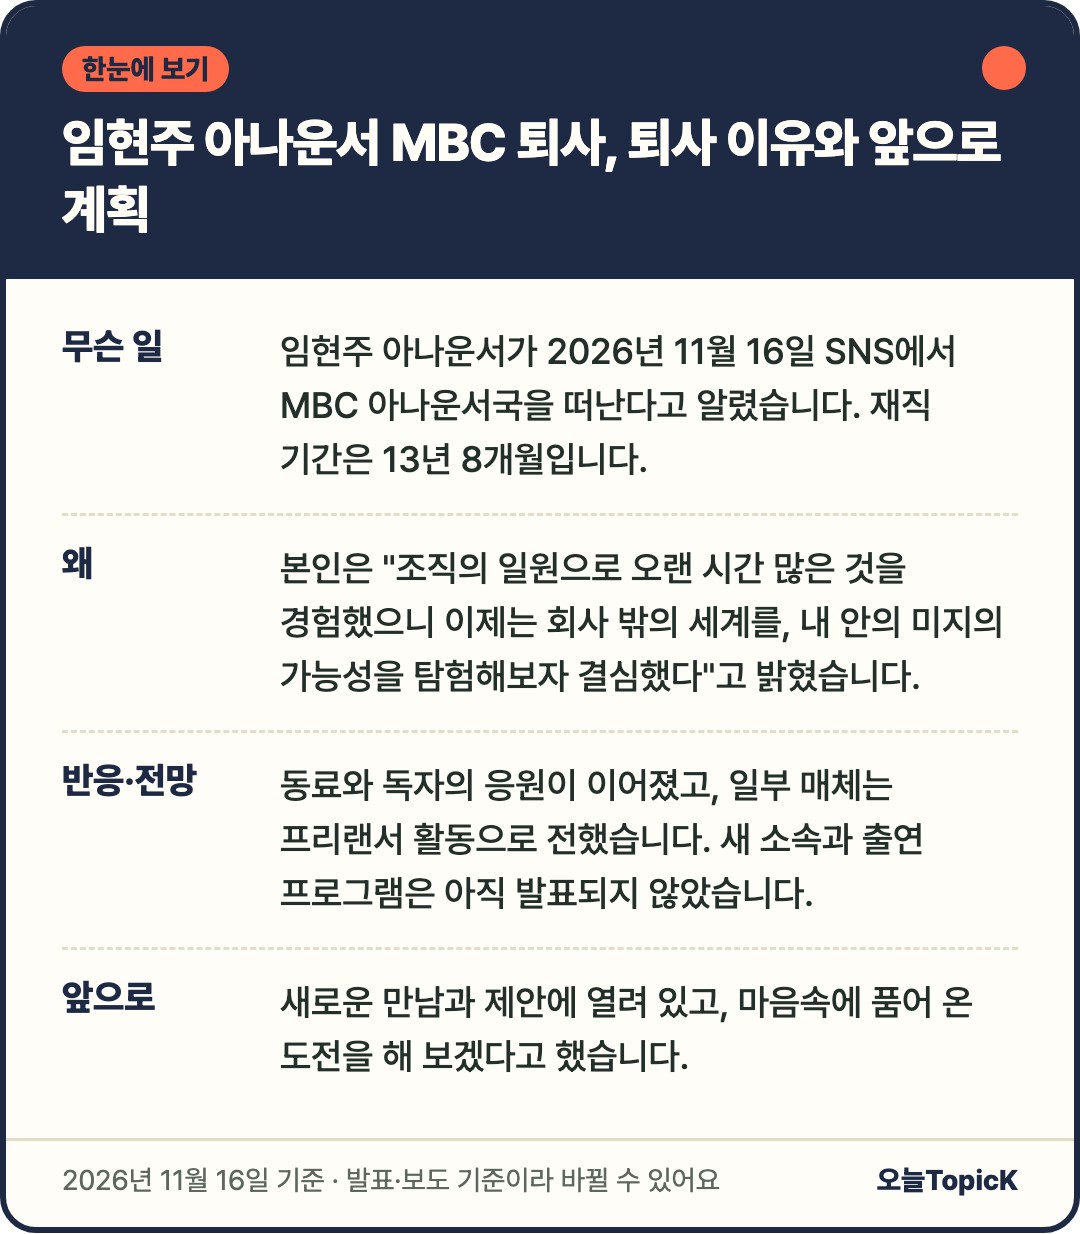 한눈에 보기
임현주 아나운서 MBC 퇴사, 퇴사 이유와 앞으로
계획
무슨 일
임현주 아나운서가 2026년 11월 16일 SNS에서
MBC 아나운서국을 떠난다고 알렸습니다. 재직
기간은 13년 8개월입니다.
왜
본인은 "조직의 일원으로 오랜 시간 많은 것을
경험했으니 이제는 회사 밖의 세계를, 내 안의 미지의
가능성을 탐험해보자 결심했다"고 밝혔습니다.
반응·전망
동료와 독자의 응원이 이어졌고, 일부 매체는
프리랜서 활동으로 전했습니다. 새 소속과 출연
프로그램은 아직 발표되지 않았습니다.
앞으로
새로운 만남과 제안에 열려 있고, 마음속에 품어 온
도전을 해 보겠다고 했습니다.
2026년 11월 16일 기준 · 발표·보도 기준이라 바뀔 수 있어요
오늘TopicK